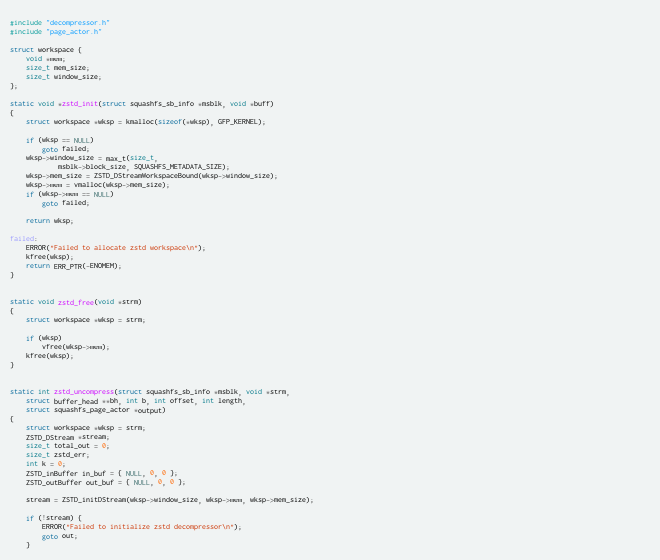 #include "decompressor.h"
#include "page_actor.h"

struct workspace {
    void *mem;
    size_t mem_size;
    size_t window_size;
};

static void *zstd_init(struct squashfs_sb_info *msblk, void *buff)
{
    struct workspace *wksp = kmalloc(sizeof(*wksp), GFP_KERNEL);

    if (wksp == NULL)
        goto failed;
    wksp->window_size = max_t(size_t,
            msblk->block_size, SQUASHFS_METADATA_SIZE);
    wksp->mem_size = ZSTD_DStreamWorkspaceBound(wksp->window_size);
    wksp->mem = vmalloc(wksp->mem_size);
    if (wksp->mem == NULL)
        goto failed;

    return wksp;

failed:
    ERROR("Failed to allocate zstd workspace\n");
    kfree(wksp);
    return ERR_PTR(-ENOMEM);
}


static void zstd_free(void *strm)
{
    struct workspace *wksp = strm;

    if (wksp)
        vfree(wksp->mem);
    kfree(wksp);
}


static int zstd_uncompress(struct squashfs_sb_info *msblk, void *strm,
    struct buffer_head **bh, int b, int offset, int length,
    struct squashfs_page_actor *output)
{
    struct workspace *wksp = strm;
    ZSTD_DStream *stream;
    size_t total_out = 0;
    size_t zstd_err;
    int k = 0;
    ZSTD_inBuffer in_buf = { NULL, 0, 0 };
    ZSTD_outBuffer out_buf = { NULL, 0, 0 };

    stream = ZSTD_initDStream(wksp->window_size, wksp->mem, wksp->mem_size);

    if (!stream) {
        ERROR("Failed to initialize zstd decompressor\n");
        goto out;
    }